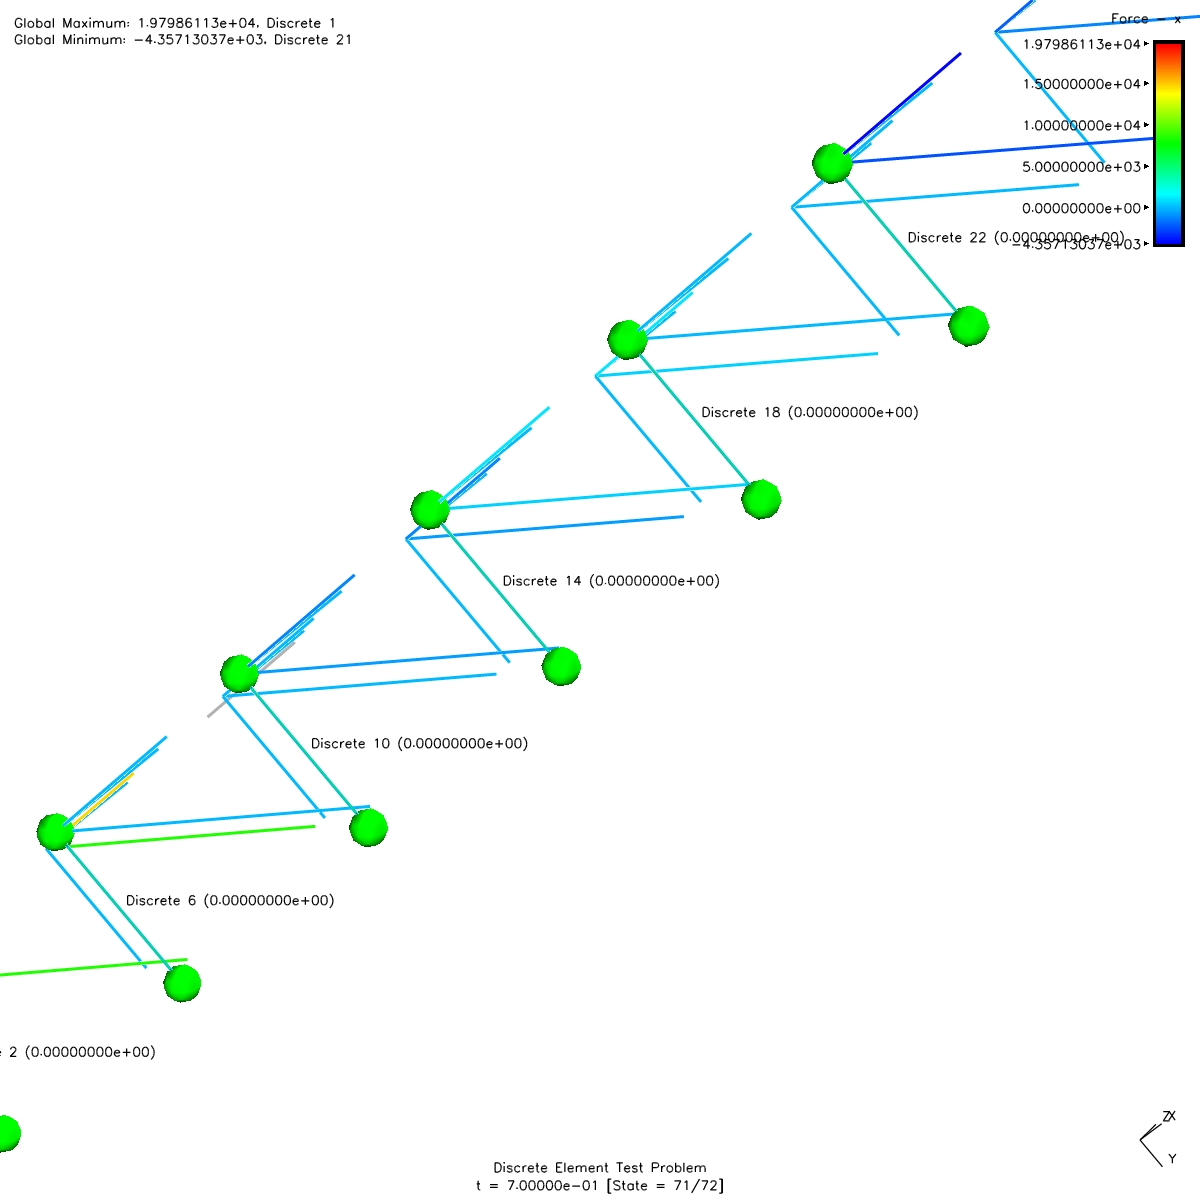 Global Maximum: 1.97986113e+04, Discrete 1
Global Minimum: -4.35713037e+03, Discrete 21
Force - x
1.97986113e+04
1.50000000e+04
1.00000000e+04
5.00000000e+03
0.00000000e+00
-4.35713037e+03
Discrete 22 (0.00000000e+00)
Discrete 18 (0.00000000e+00)
Discrete 14 (0.00000000e+00)
Discrete 10 (0.00000000e+00)
Discrete 6 (0.00000000e+00)
2 (0.00000000e+00)
ZX
Y
Discrete Element Test Problem
t = 7.00000e-01 [State = 71/72]